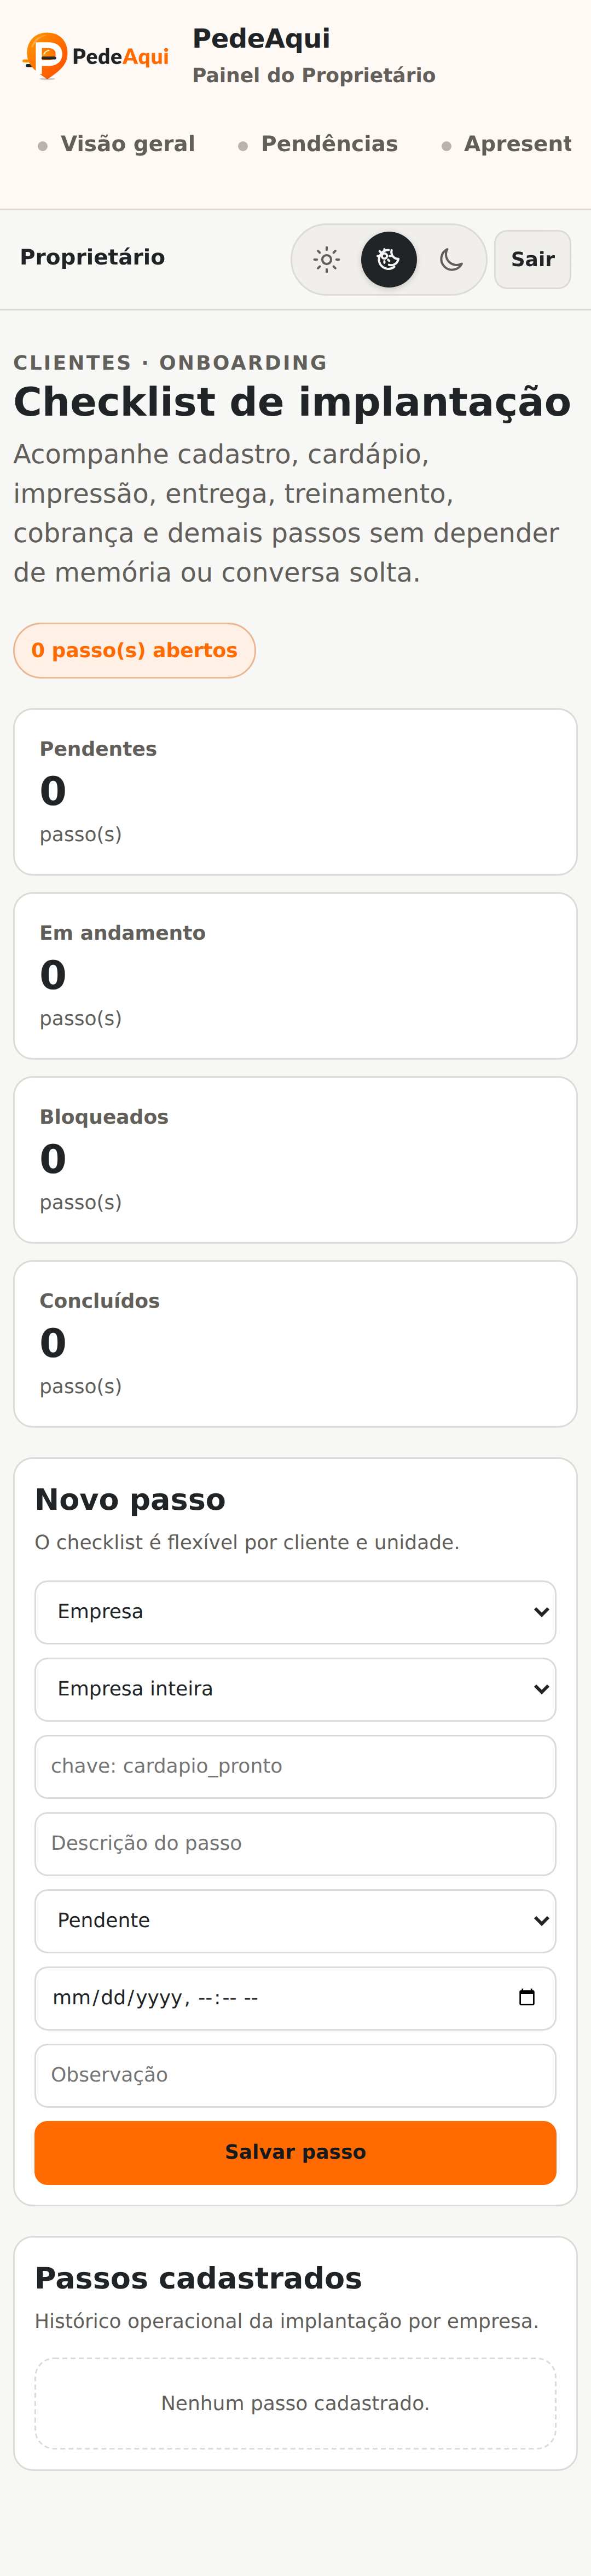 PedeAqui
PedeAqui
Painel do Proprietário
Visão geral
Pendências
Apresent
Proprietário
Sair
CLIENTES · ONBOARDING
Checklist de implantação
Acompanhe cadastro, cardápio,
impressão, entrega, treinamento,
cobrança e demais passos sem depender
de memória ou conversa solta.
0 passo(s) abertos
Pendentes
0
passo(s)
Em andamento
0
passo(s)
Bloqueados
0
passo(s)
Concluídos
0
passo(s)
Novo passo
O checklist é flexível por cliente e unidade.
Empresa
Empresa inteira
chave: cardapio_pronto
Descrição do passo
Pendente
mm/dd/yyyy, --:-- --
Observação
Salvar passo
Passos cadastrados
Histórico operacional da implantação por empresa.
Nenhum passo cadastrado.